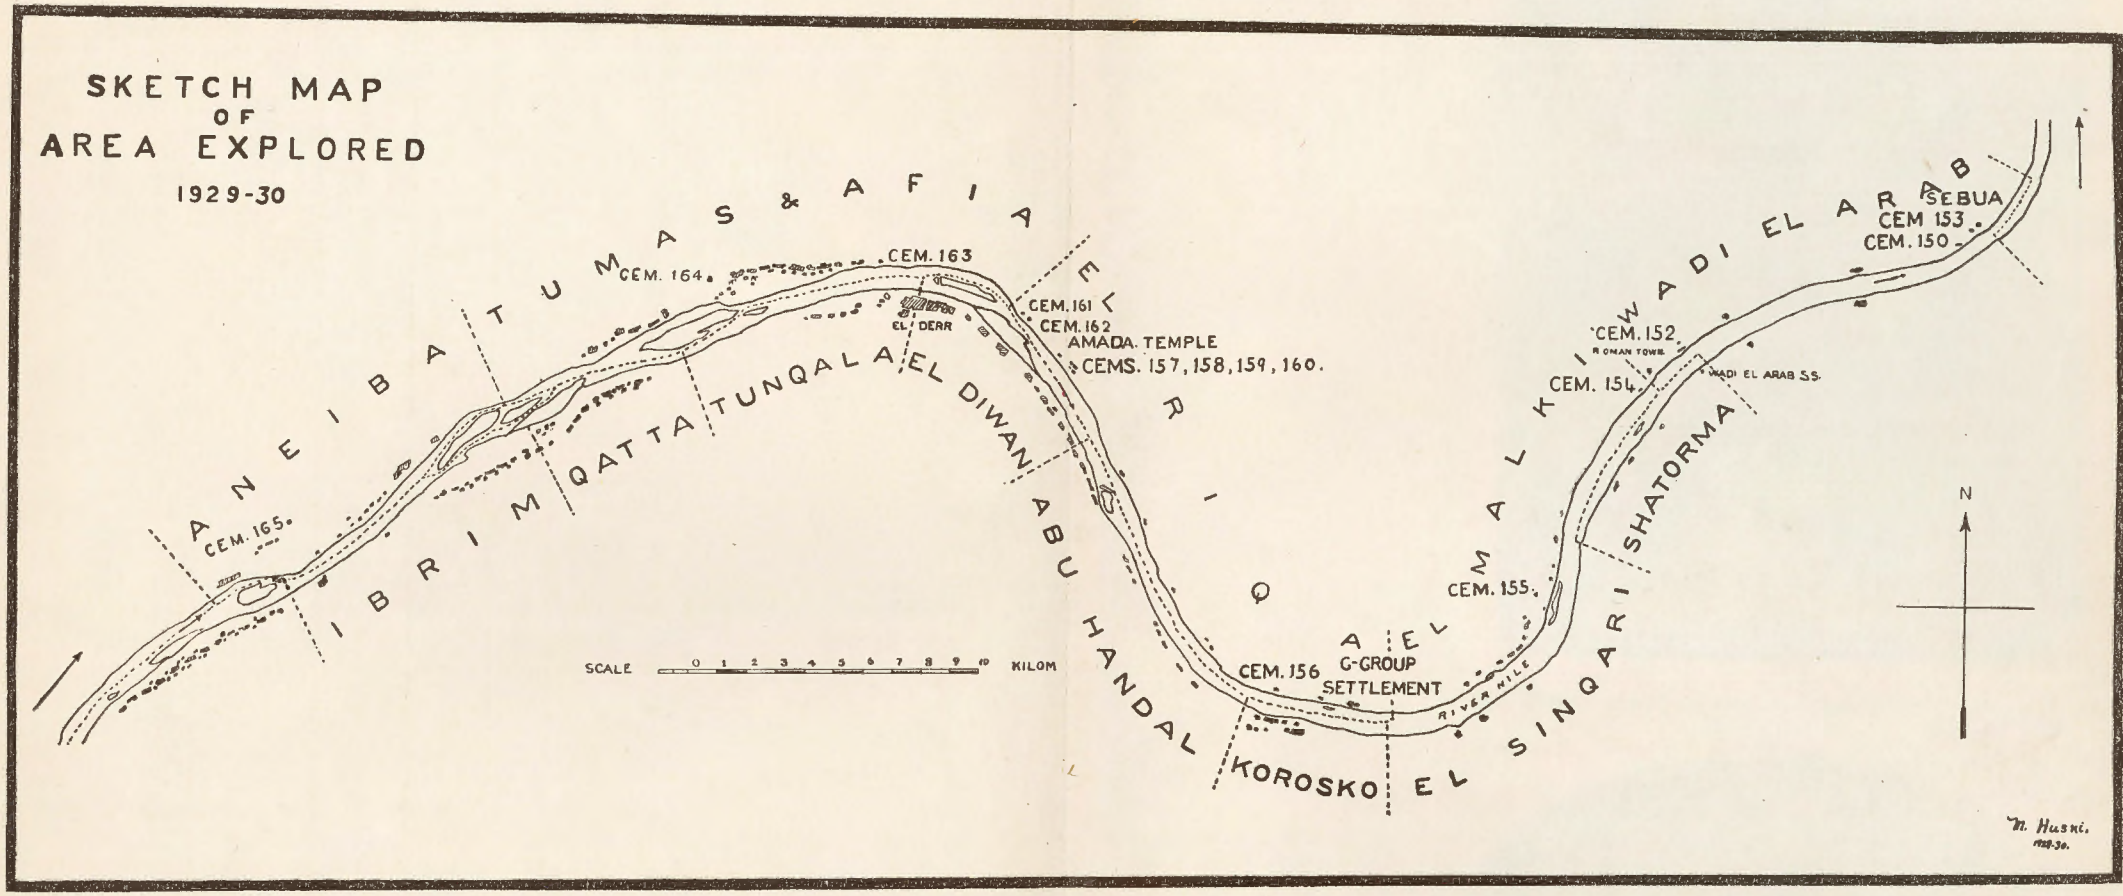 SKETCH MAP
OF
AREA EXPLORED
1929-30
ANEIBA
TUMAS & AFIA
EL RIQA
EL MALKI
WADI EL ARAB
SEBUA
CEM 153
CEM. 150
CEM. 163
CEM. 164.
CEM. 161
CEM. 162
AMADA. TEMPLE
CEMS. 157, 158, 159, 160.
EL DERR
CEM. 152
ROMAN TOWN
CEM. 154
WADI EL ARAB S.S.
CEM. 165.
IBRIM
QATTA
TUNQALA
EL DIWAN
ABU HANDAL
KOROSKO
EL SINQARI
SHATORMA
CEM. 155.
CEM. 156
C-GROUP
SETTLEMENT
RIVER NILE
N
SCALE 0 1 2 3 4 5 6 7 8 9 10 KILOM
M. Husni.
1929-30.